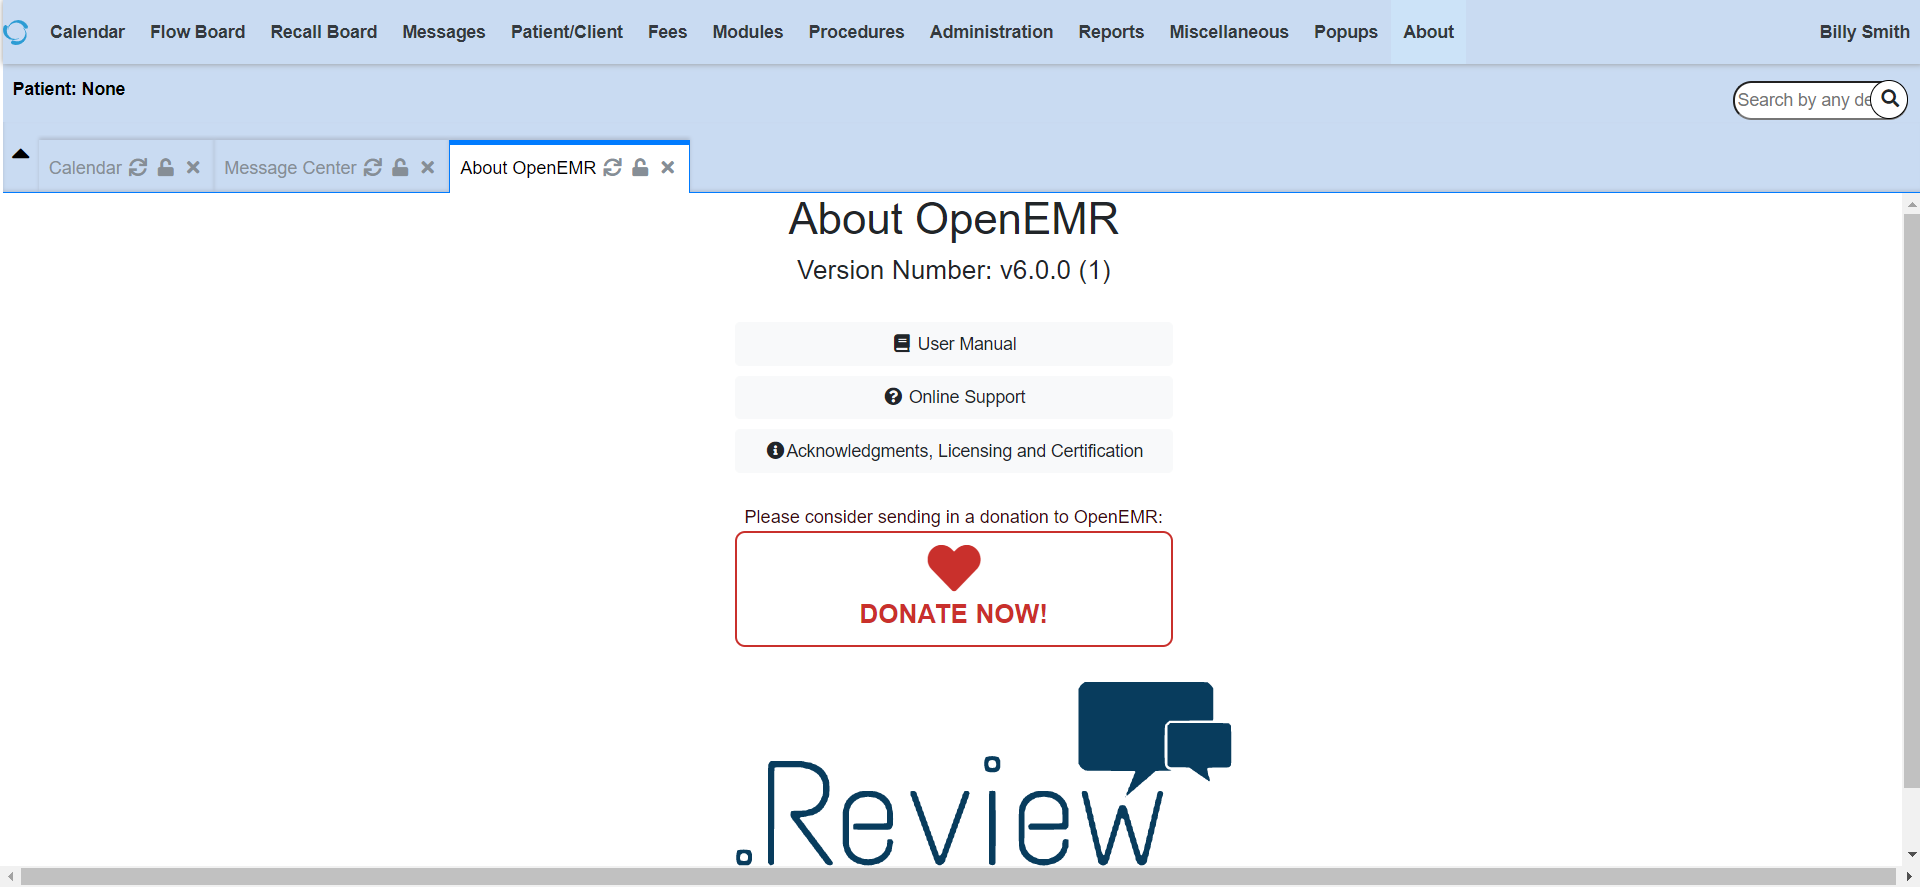 Calendar Flow Board Recall Board Messages Patient/Client Fees Modules Procedures Administration Reports Miscellaneous Popups About Billy Smith
Patient: None
Search by any de
Calendar Message Center About OpenEMR
About OpenEMR
Version Number: v6.0.0 (1)
User Manual
Online Support
Acknowledgments, Licensing and Certification
Please consider sending in a donation to OpenEMR:
DONATE NOW!
.Review